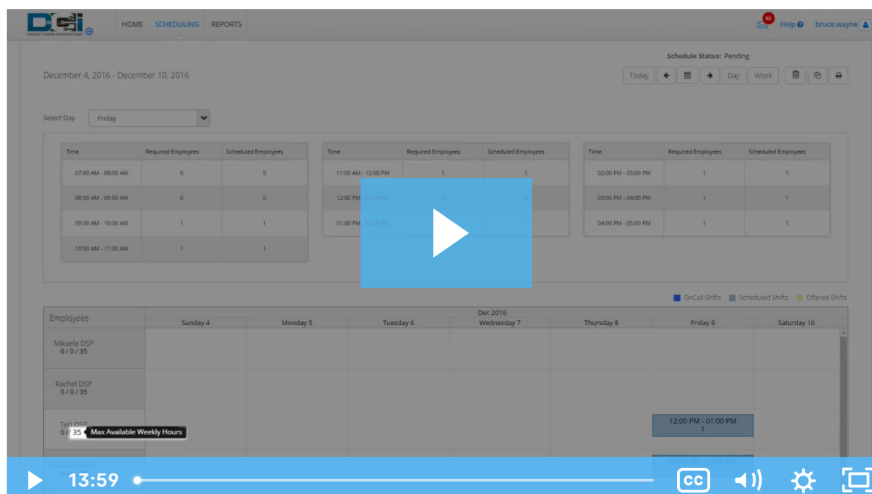 DCi HOME SCHEDULING REPORTS Help bruce.wayne
Schedule Status: Pending
December 4, 2016 - December 10, 2016 Today Day Week
Select Day Friday
Time Required Employees Scheduled Employees Time Required Employees Scheduled Employees Time Required Employees Scheduled Employees
07:00 AM - 08:00 AM 0 0 11:00 AM - 12:00 PM 1 1 02:00 PM - 03:00 PM 1 1
08:00 AM - 09:00 AM 0 0 12:00 PM 03:00 PM - 04:00 PM 1 1
09:00 AM - 10:00 AM 1 1 01:00 PM 04:00 PM - 05:00 PM 1 1
10:00 AM - 11:00 AM 1 1
OnCall Shifts Scheduled Shifts Offered Shifts
Employees Dec 2016
Sunday 4 Monday 5 Tuesday 6 Wednesday 7 Thursday 8 Friday 9 Saturday 10
Mikaela DSP
0 / 0 / 35
Rachel DSP
0 / 0 / 35
Teri DSP 12:00 PM - 01:00 PM
0 / 35 Max Available Weekly Hours 1
13:59 CC